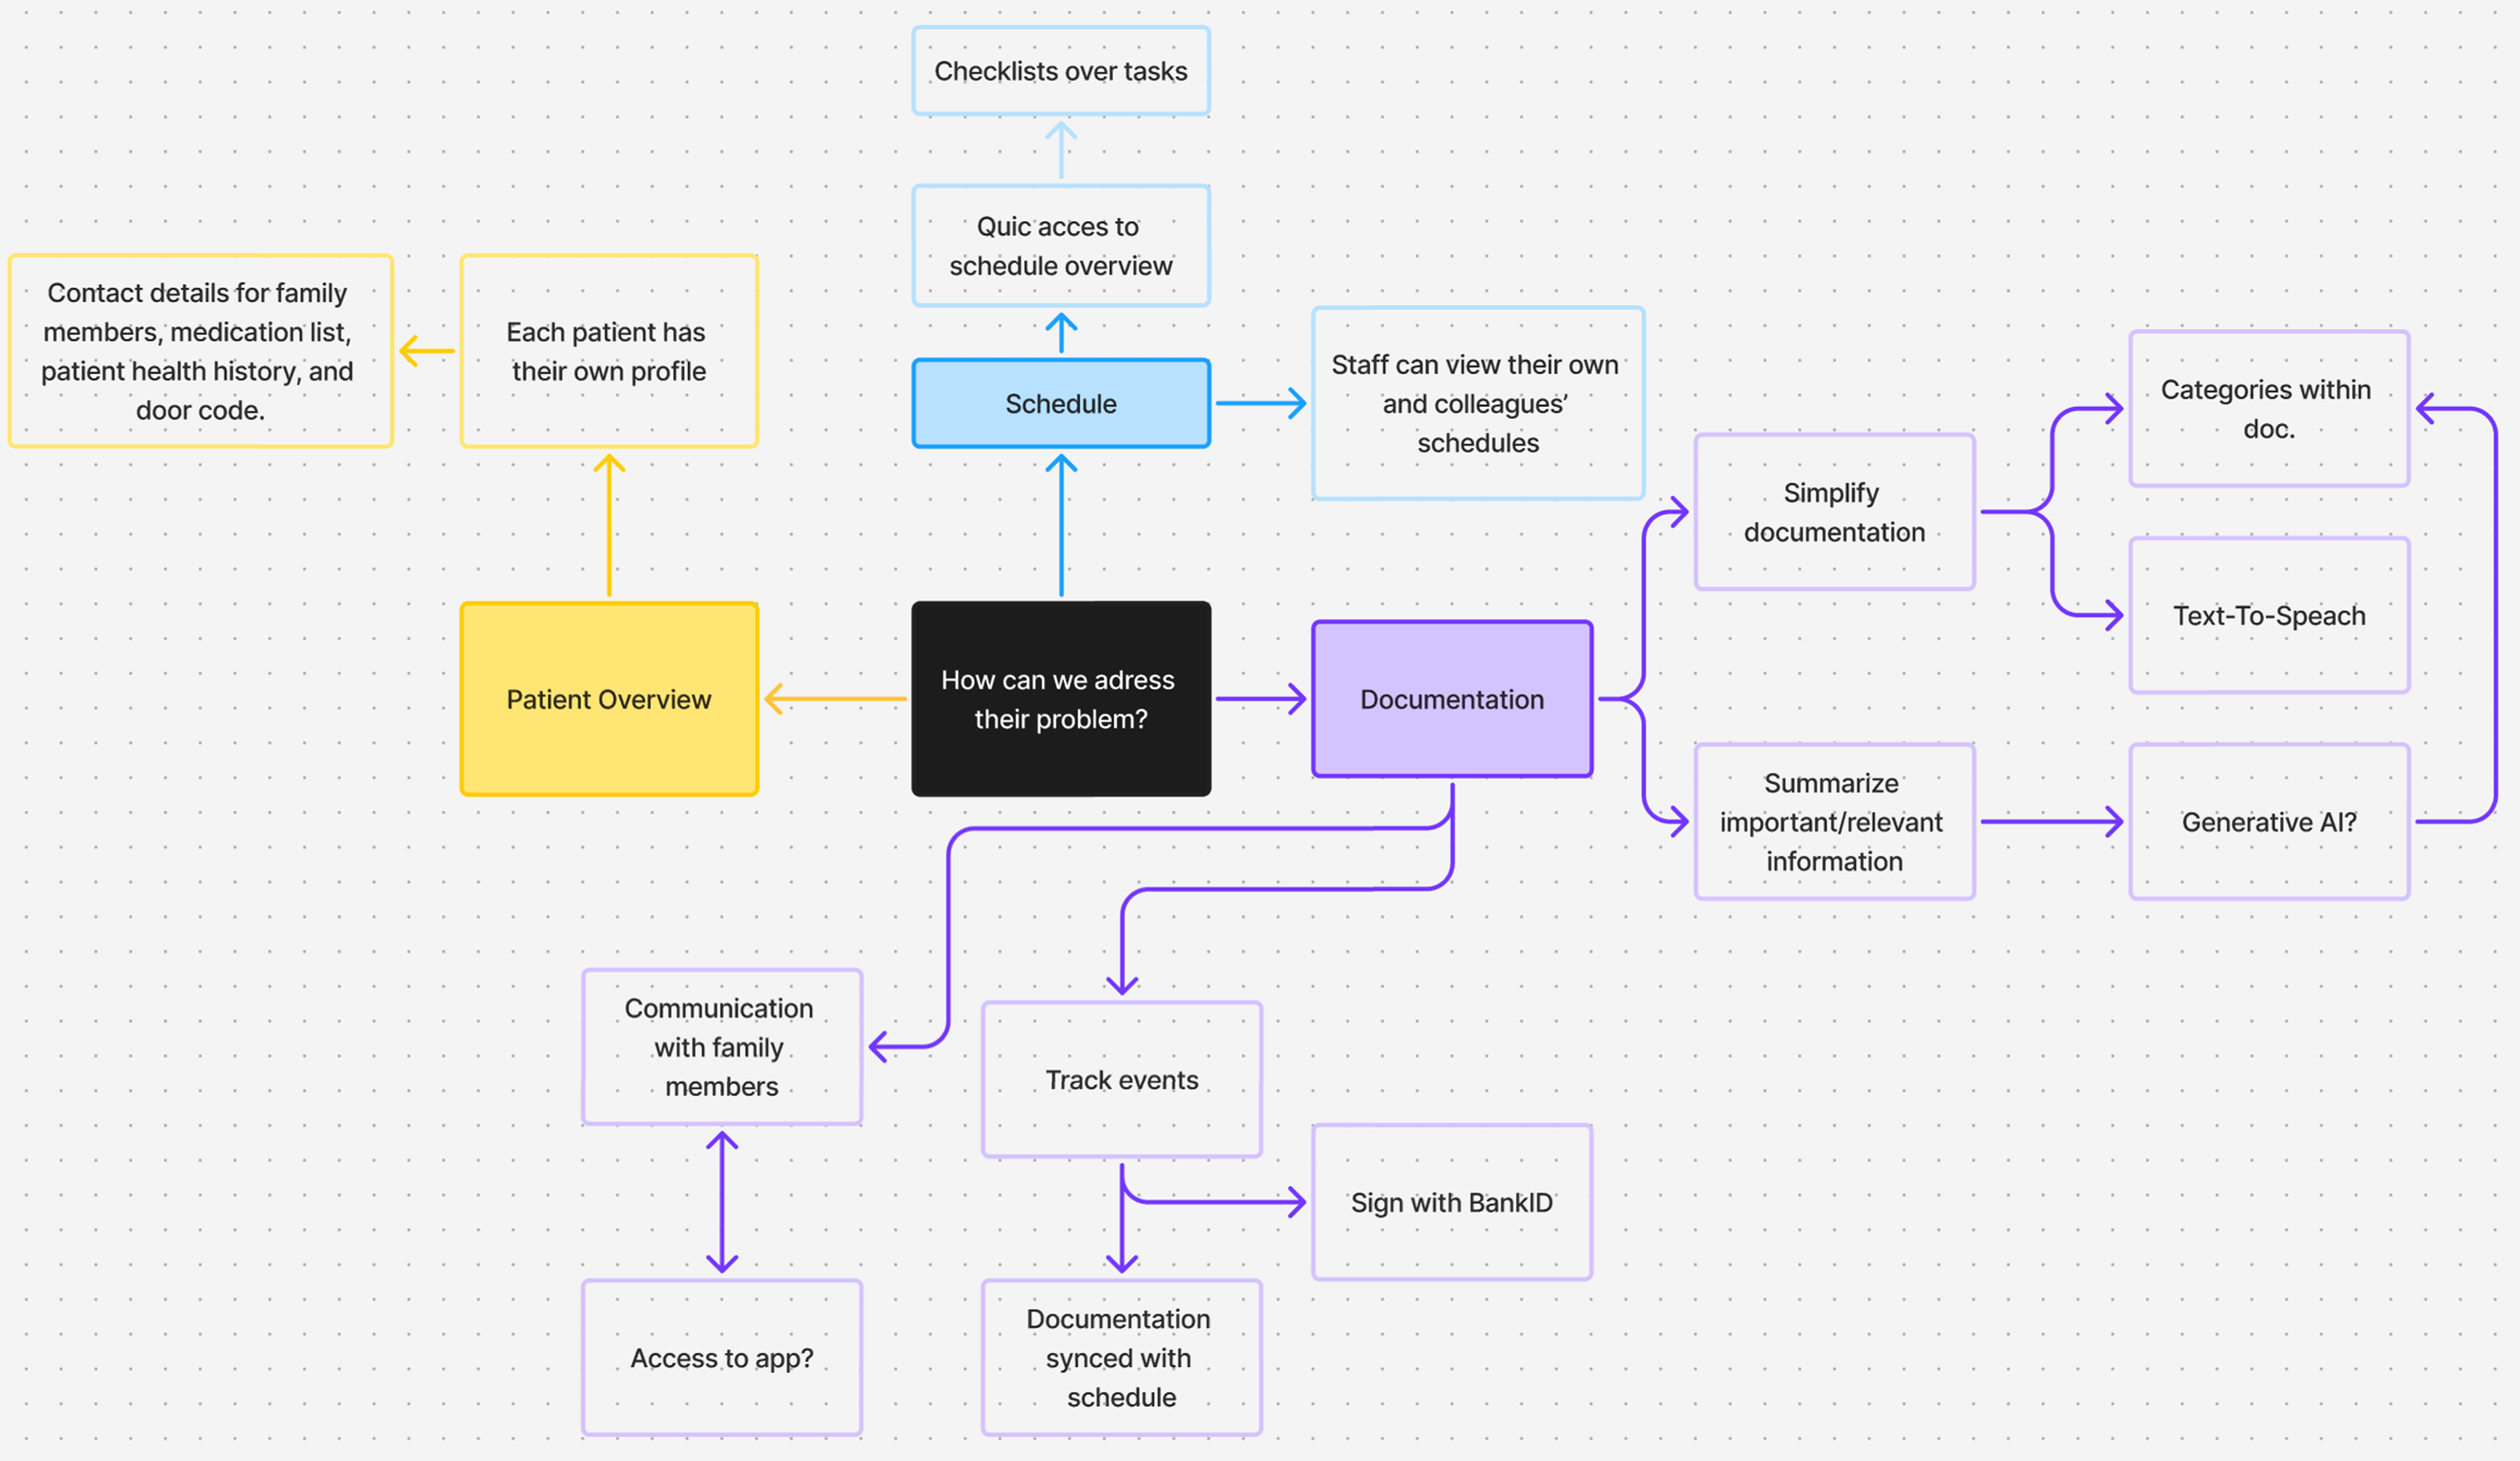 Checklists over tasks
Quic acces to
schedule overview
Contact details for family
members, medication list,
patient health history, and
door code.
Each patient has
their own profile
Schedule
Staff can view their own
and colleagues’
schedules
Categories within
doc.
Simplify
documentation
Text-To-Speach
Patient Overview
How can we adress
their problem?
Documentation
Summarize
important/relevant
information
Generative AI?
Communication
with family
members
Track events
Sign with BankID
Access to app?
Documentation
synced with
schedule